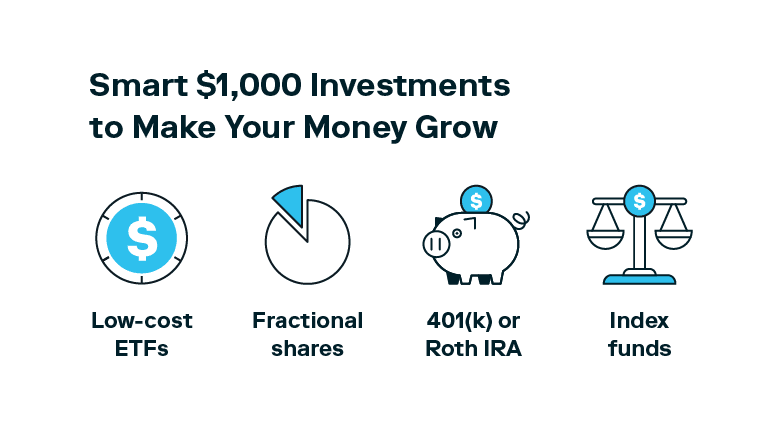 Smart $1,000 Investments
to Make Your Money Grow
$
$
$
Low-cost
ETFs
Fractional
shares
401(k) or
Roth IRA
Index
funds